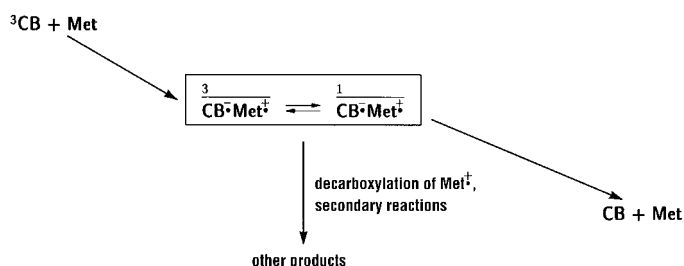 ³CB + Met
3 1
CB•⁻Met•⁺ ⇌ CB•⁻Met•⁺
decarboxylation of Met•⁺,
secondary reactions
CB + Met
other products